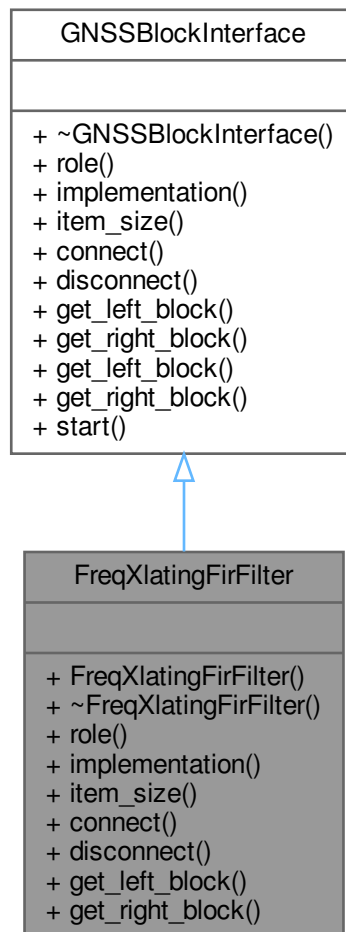 GNSSBlockInterface
+ ~GNSSBlockInterface()
+ role()
+ implementation()
+ item_size()
+ connect()
+ disconnect()
+ get_left_block()
+ get_right_block()
+ get_left_block()
+ get_right_block()
+ start()
FreqXlatingFirFilter
+ FreqXlatingFirFilter()
+ ~FreqXlatingFirFilter()
+ role()
+ implementation()
+ item_size()
+ connect()
+ disconnect()
+ get_left_block()
+ get_right_block()